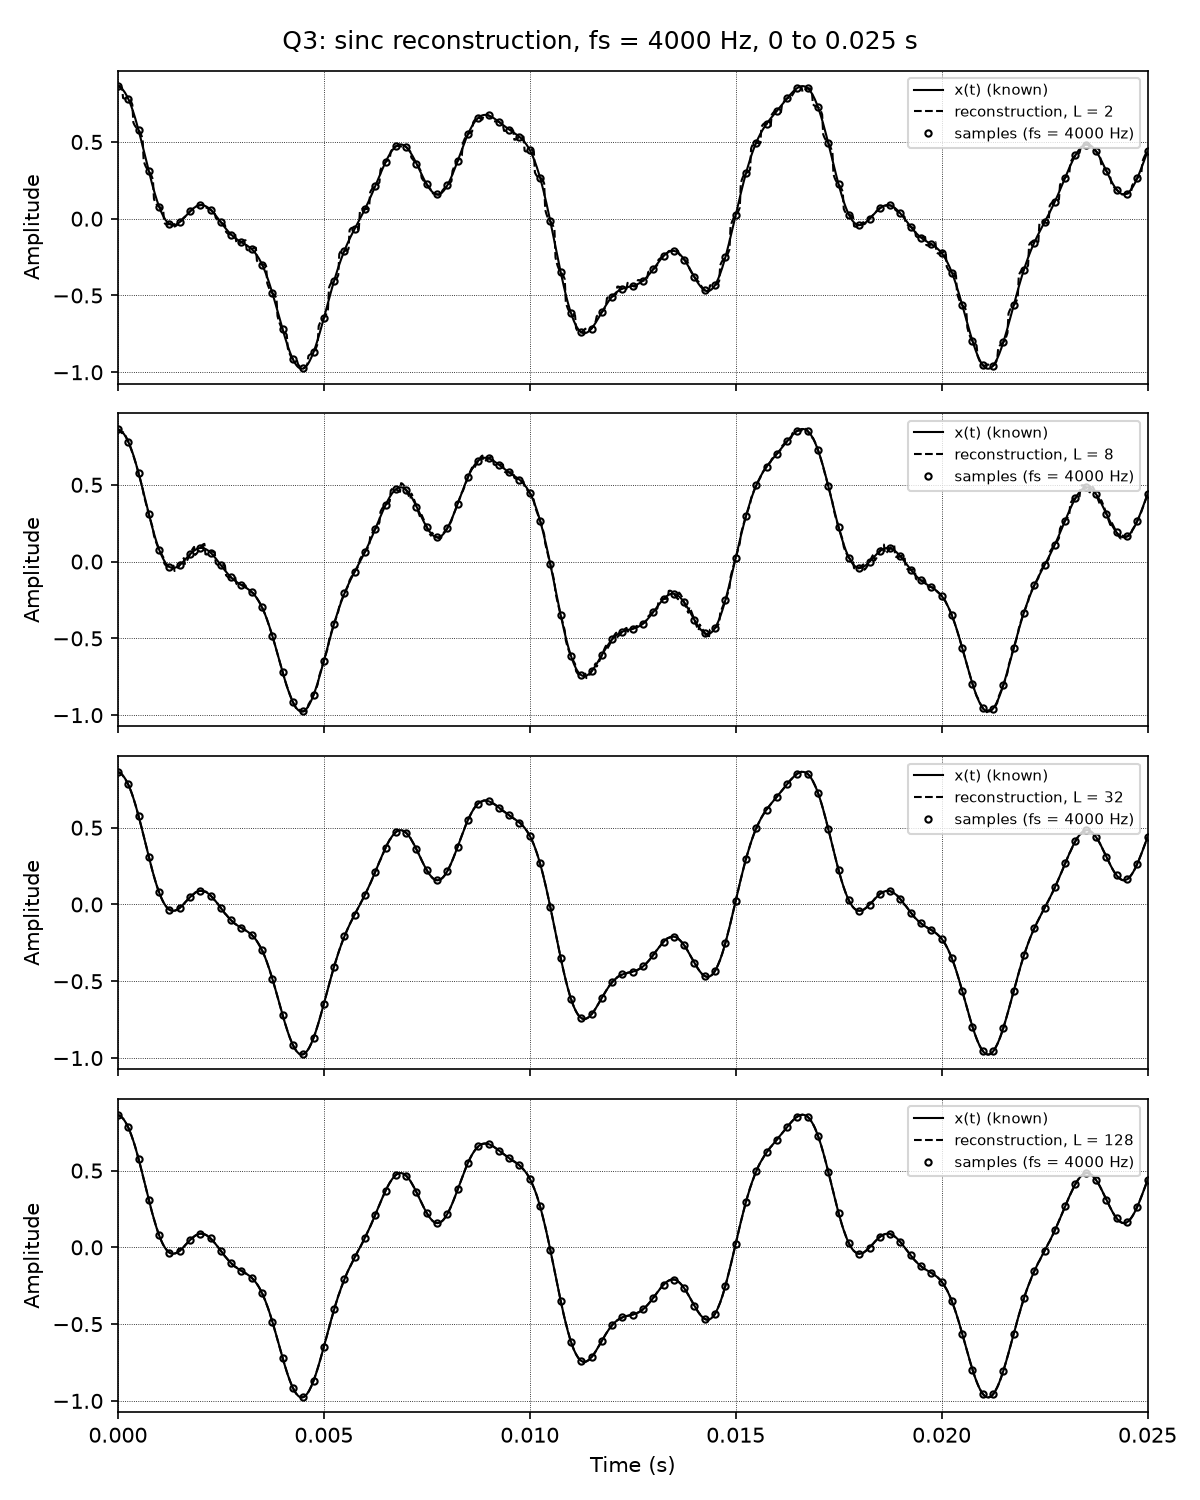 Q3: sinc reconstruction, fs = 4000 Hz, 0 to 0.025 s
x(t) (known)
reconstruction, L = 2
samples (fs = 4000 Hz)
0.5
0.0
−0.5
−1.0
Amplitude
x(t) (known)
reconstruction, L = 8
samples (fs = 4000 Hz)
0.5
0.0
−0.5
−1.0
Amplitude
x(t) (known)
reconstruction, L = 32
samples (fs = 4000 Hz)
0.5
0.0
−0.5
−1.0
Amplitude
x(t) (known)
reconstruction, L = 128
samples (fs = 4000 Hz)
0.5
0.0
−0.5
−1.0
Amplitude
0.000 0.005 0.010 0.015 0.020 0.025
Time (s)